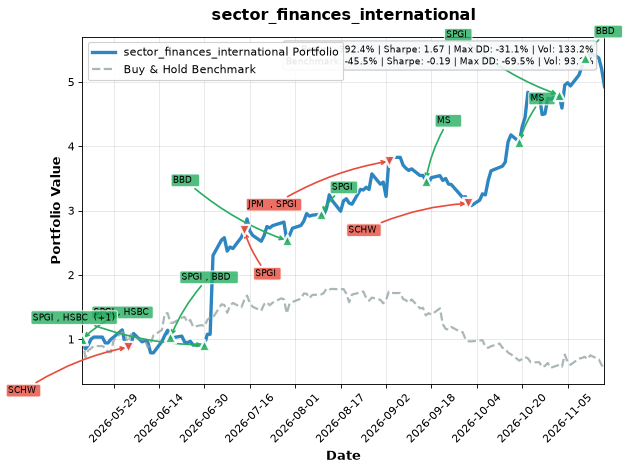 sector_finances_international
SPGI
BBD
sector_finances_international Portfolio
Buy & Hold Benchmark
92.4% | Sharpe: 1.67 | Max DD: -31.1% | Vol: 133.2%
-45.5% | Sharpe: -0.19 | Max DD: -69.5% | Vol:
MS
MS
BBD
SPGI
JPM , SPGI
SCHW
SPGI
SPGI , BBD
SPGI , HSBC (+1)
HSBC
SCHW
Portfolio Value
5
4
3
2
1
2026-05-29
2026-06-14
2026-06-30
2026-07-16
2026-08-01
2026-08-17
2026-09-02
2026-09-18
2026-10-04
2026-10-20
2026-11-05
Date